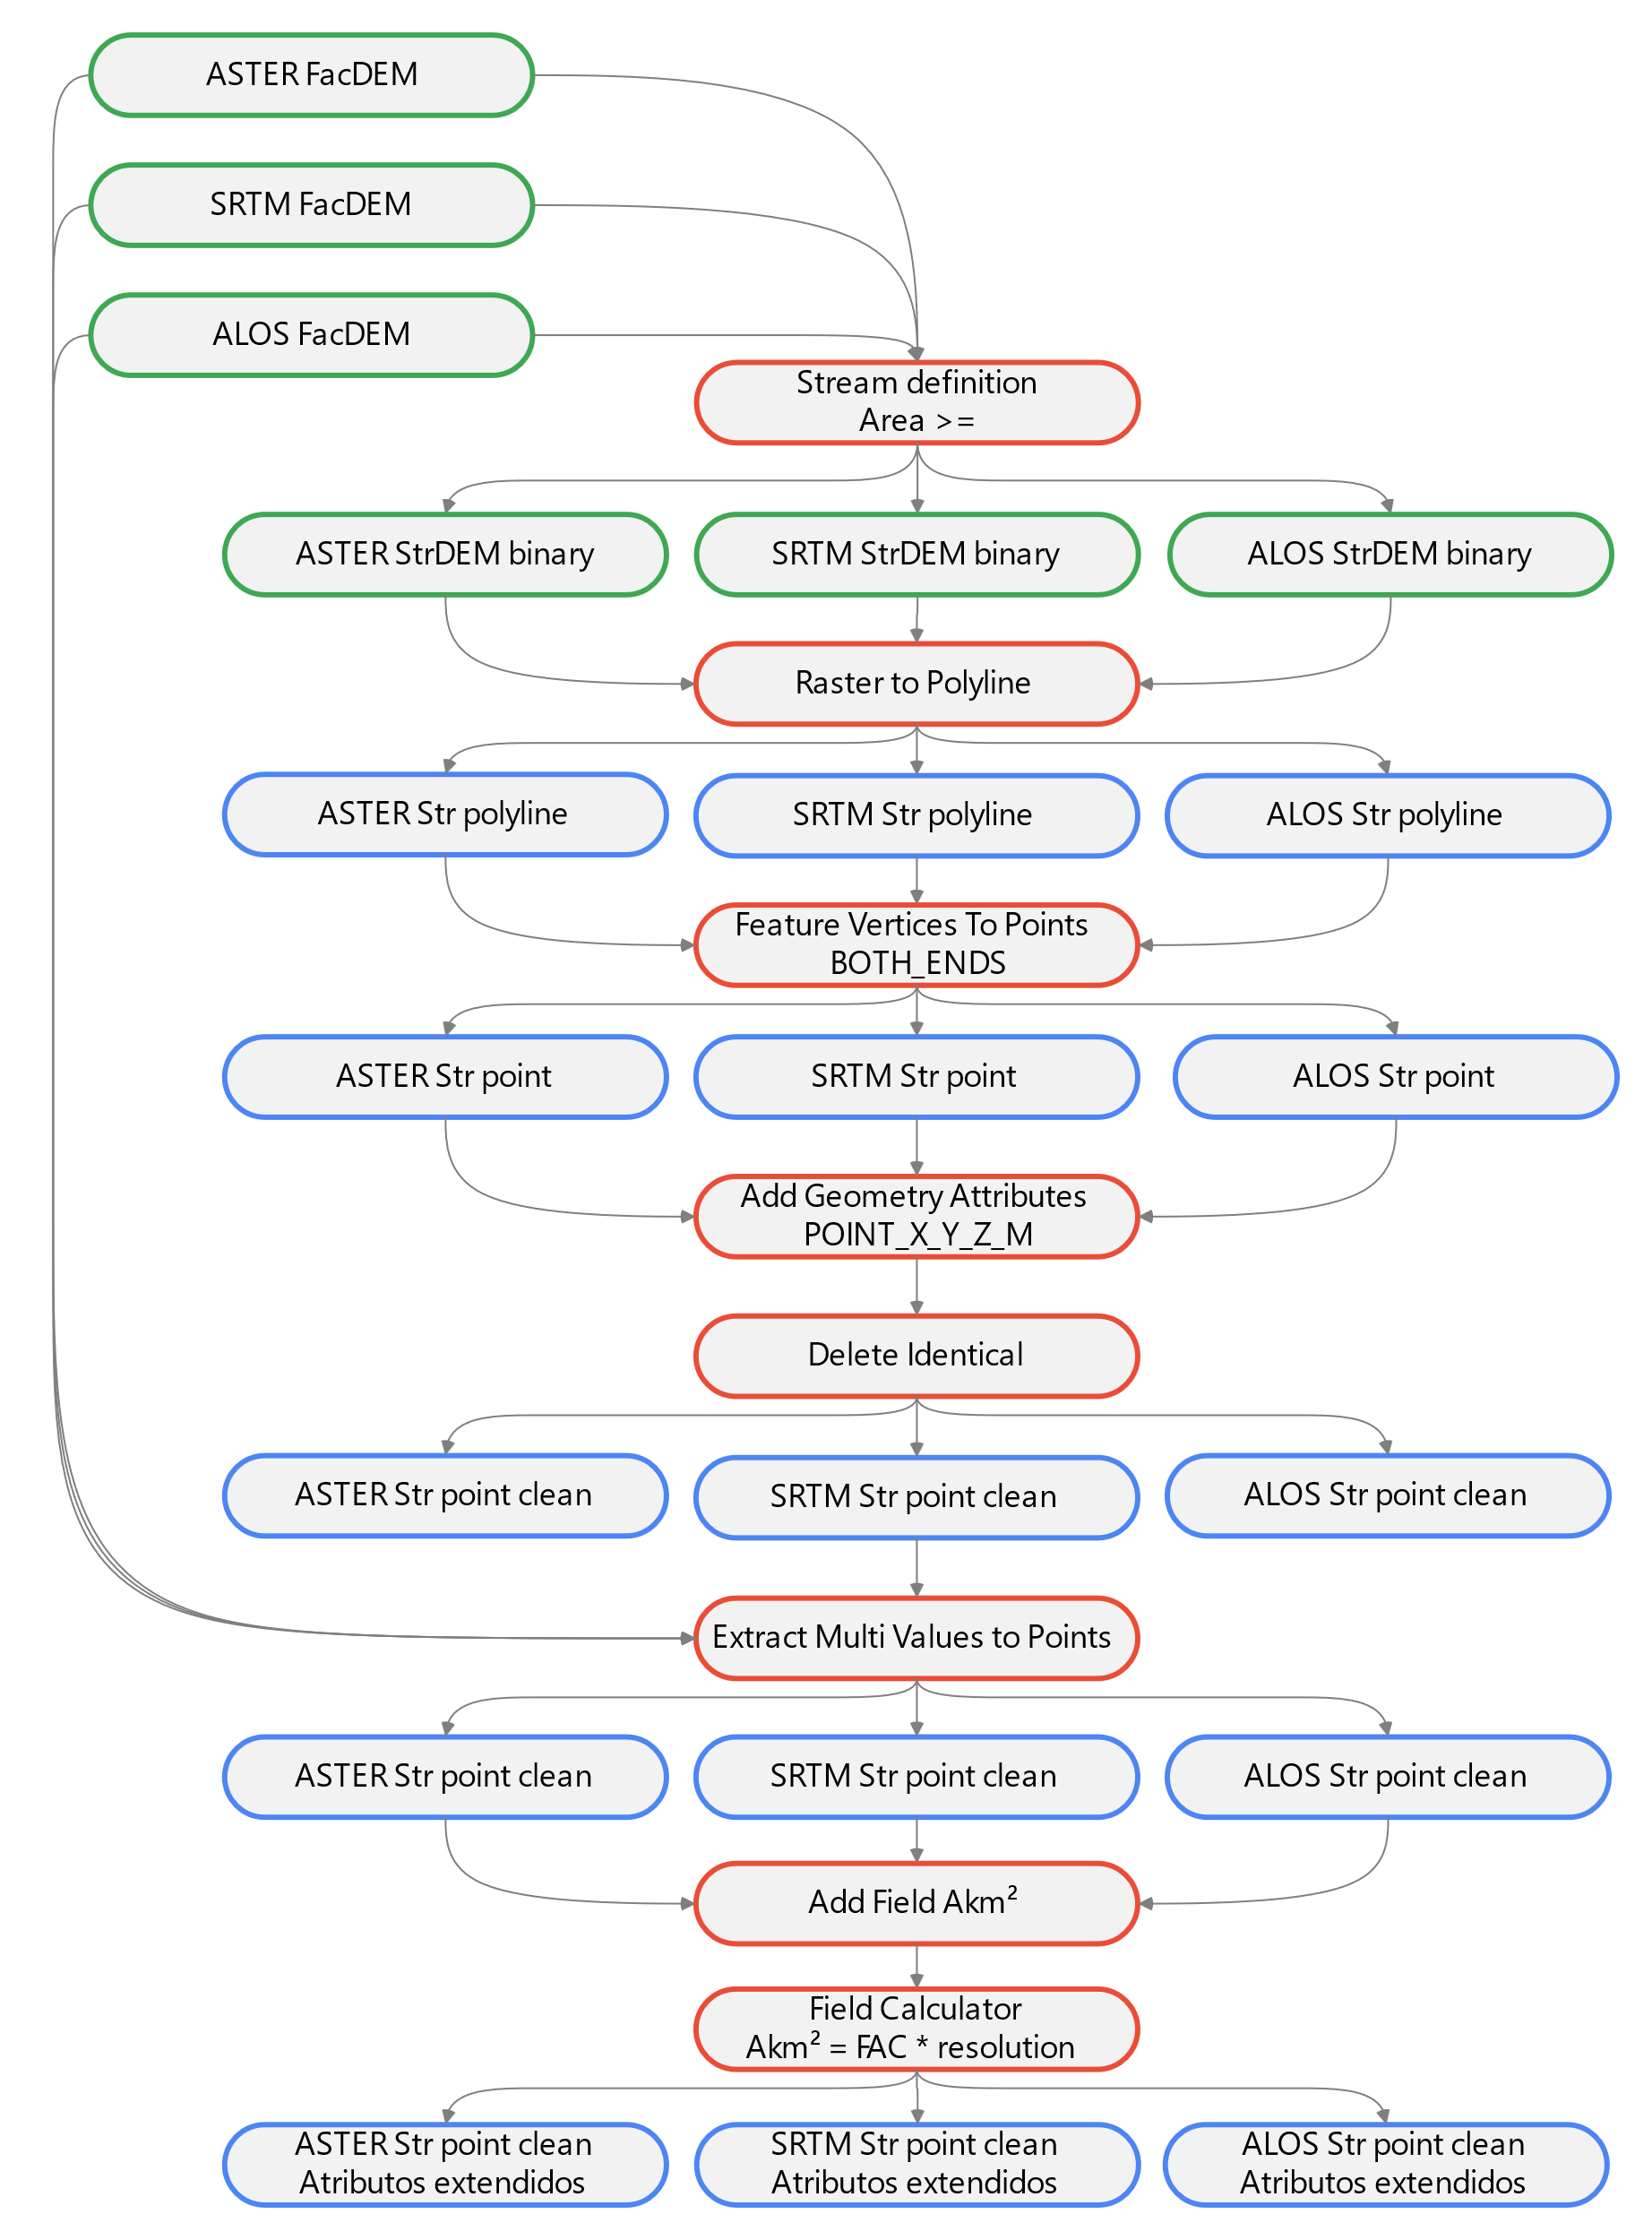 ASTER FacDEM
SRTM FacDEM
ALOS FacDEM
Stream definition
Area >=
ASTER StrDEM binary
SRTM StrDEM binary
ALOS StrDEM binary
Raster to Polyline
ASTER Str polyline
SRTM Str polyline
ALOS Str polyline
Feature Vertices To Points
BOTH_ENDS
ASTER Str point
SRTM Str point
ALOS Str point
Add Geometry Attributes
POINT_X_Y_Z_M
Delete Identical
ASTER Str point clean
SRTM Str point clean
ALOS Str point clean
Extract Multi Values to Points
ASTER Str point clean
SRTM Str point clean
ALOS Str point clean
Add Field Akm²
Field Calculator
Akm² = FAC * resolution
ASTER Str point clean
Atributos extendidos
SRTM Str point clean
Atributos extendidos
ALOS Str point clean
Atributos extendidos